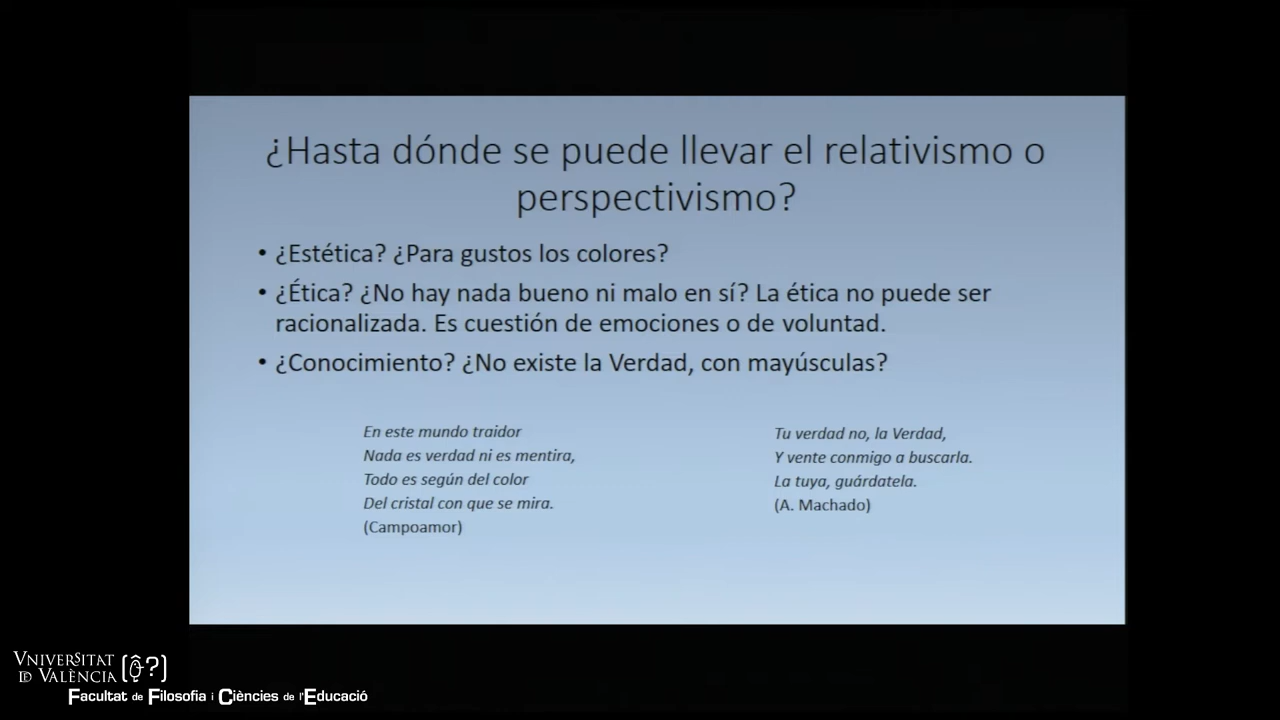 ¿Hasta dónde se puede llevar el relativismo o
perspectivismo?
• ¿Estética? ¿Para gustos los colores?
• ¿Ética? ¿No hay nada bueno ni malo en sí? La ética no puede ser
racionalizada. Es cuestión de emociones o de voluntad.
• ¿Conocimiento? ¿No existe la Verdad, con mayúsculas?
En este mundo traidor
Nada es verdad ni es mentira,
Todo es según del color
Del cristal con que se mira.
(Campoamor)
Tu verdad no, la Verdad,
Y vente conmigo a buscarla.
La tuya, guárdatela.
(A. Machado)
VNIVERSITAT
DE VALÈNCIA
Facultat de Filosofia i Ciències de l'Educació